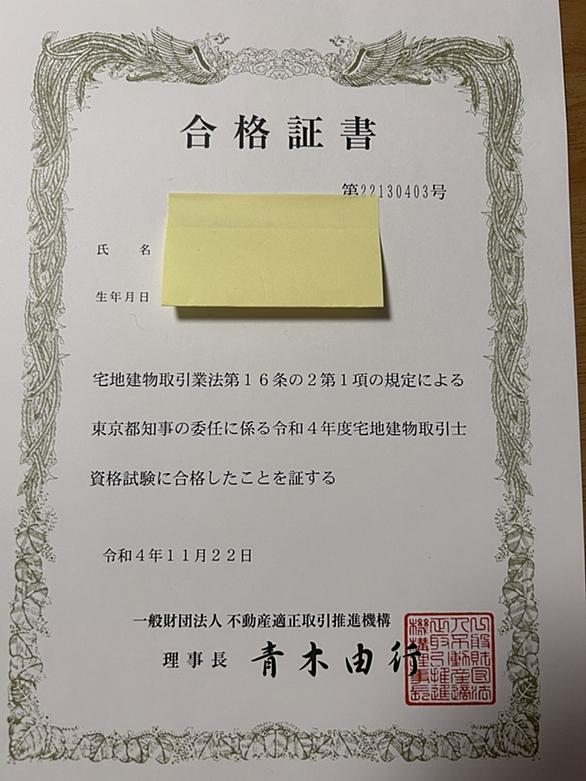 合格証書
第22130403号
氏名
生年月日
宅地建物取引業法第16条の2第1項の規定による
東京都知事の委任に係る令和4年度宅地建物取引士
資格試験に合格したことを証する
令和4年11月22日
一般財団法人 不動産適正取引推進機構
理事長 青木由行